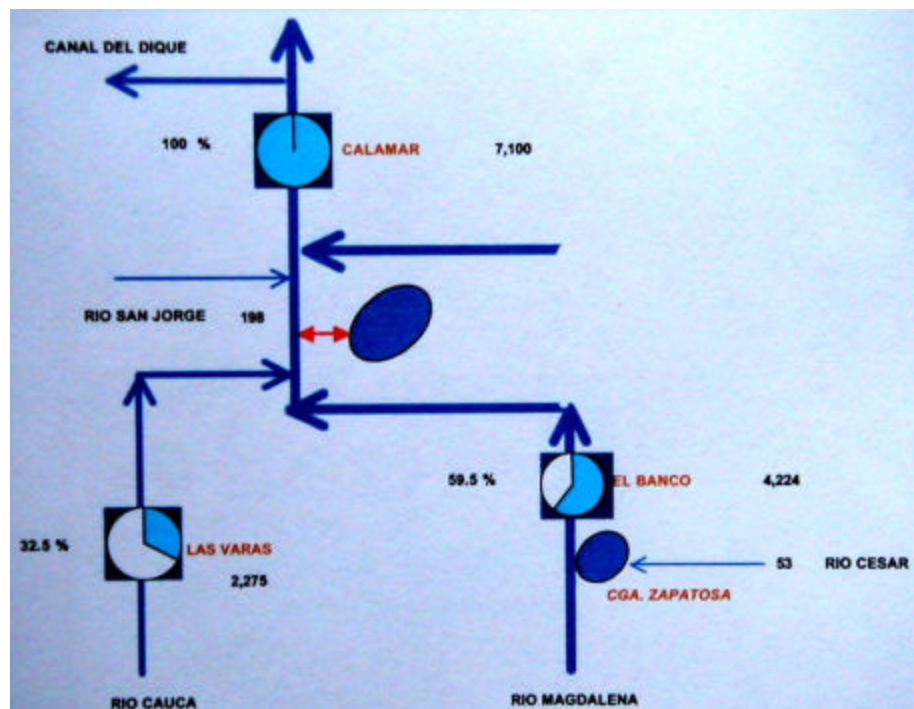 CANAL DEL DIQUE
100 %
CALAMAR
7,100
RIO SAN JORGE
198
59.5 %
EL BANCO
4,224
32.5 %
LAS VARAS
2,275
53
RIO CESAR
CGA. ZAPATOSA
RIO CAUCA
RIO MAGDALENA